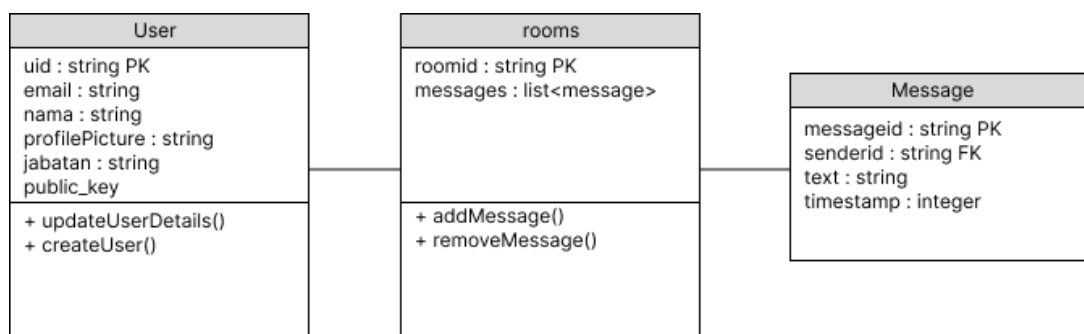 User
uid : string PK
email : string
nama : string
profilePicture : string
jabatan : string
public_key
+ updateUserDetails()
+ createUser()
rooms
roomid : string PK
messages : list<message>
+ addMessage()
+ removeMessage()
Message
messageid : string PK
senderid : string FK
text : string
timestamp : integer